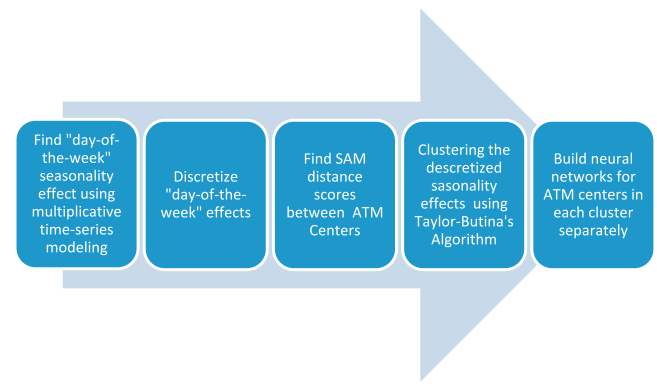 Find "day-of-
the-week"
seasonality
effect using
multiplicative
time-series
modeling
Discretize
"day-of-the-
week" effects
Find SAM
distance
scores
between ATM
Centers
Clustering the
descretized
sasonality
effects using
Taylor-Butina's
Algorithm
Build neural
networks for
ATM centers in
each cluster
separately